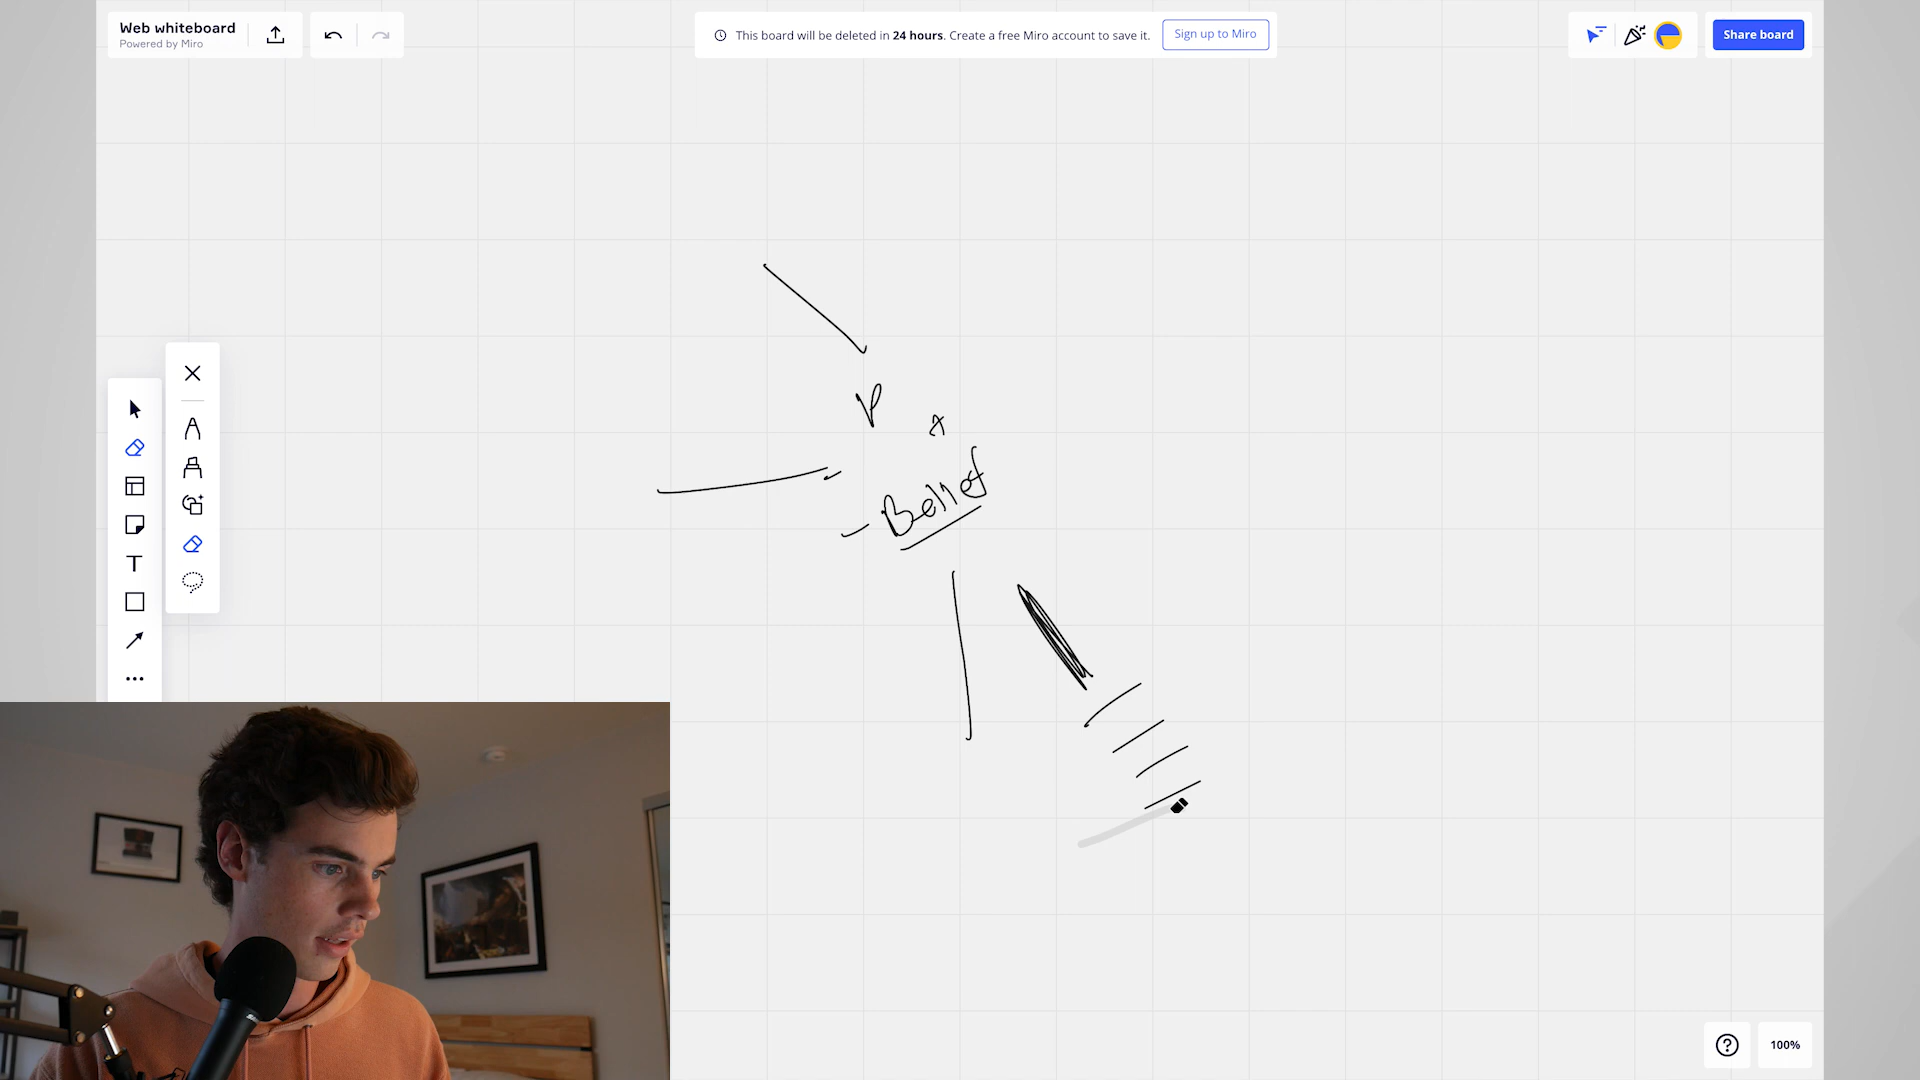 Web whiteboard
Powered by Miro
This board will be deleted in 24 hours. Create a free Miro account to save it.
Sign up to Miro
Share board
Belief
T
100%